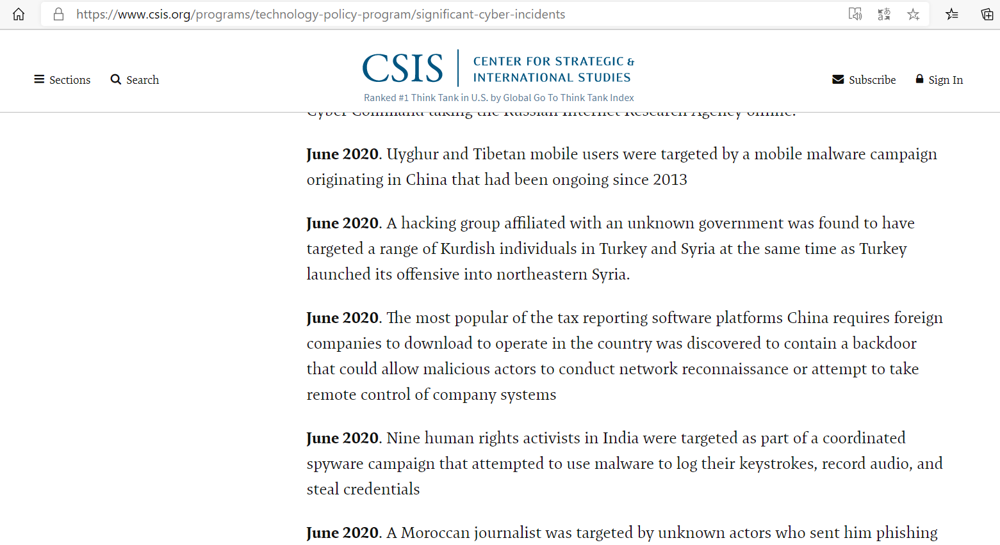 https://www.csis.org/programs/technology-policy-program/significant-cyber-incidents
Sections
Search
CSIS
CENTER FOR STRATEGIC &
INTERNATIONAL STUDIES
Ranked #1 Think Tank in U.S. by Global Go To Think Tank Index
Subscribe
Sign In
Cyber Command taking the Russian Internet Research Agency offline.
June 2020. Uyghur and Tibetan mobile users were targeted by a mobile malware campaign
originating in China that had been ongoing since 2013
June 2020. A hacking group affiliated with an unknown government was found to have
targeted a range of Kurdish individuals in Turkey and Syria at the same time as Turkey
launched its offensive into northeastern Syria.
June 2020. The most popular of the tax reporting software platforms China requires foreign
companies to download to operate in the country was discovered to contain a backdoor
that could allow malicious actors to conduct network reconnaissance or attempt to take
remote control of company systems
June 2020. Nine human rights activists in India were targeted as part of a coordinated
spyware campaign that attempted to use malware to log their keystrokes, record audio, and
steal credentials
June 2020. A Moroccan journalist was targeted by unknown actors who sent him phishing